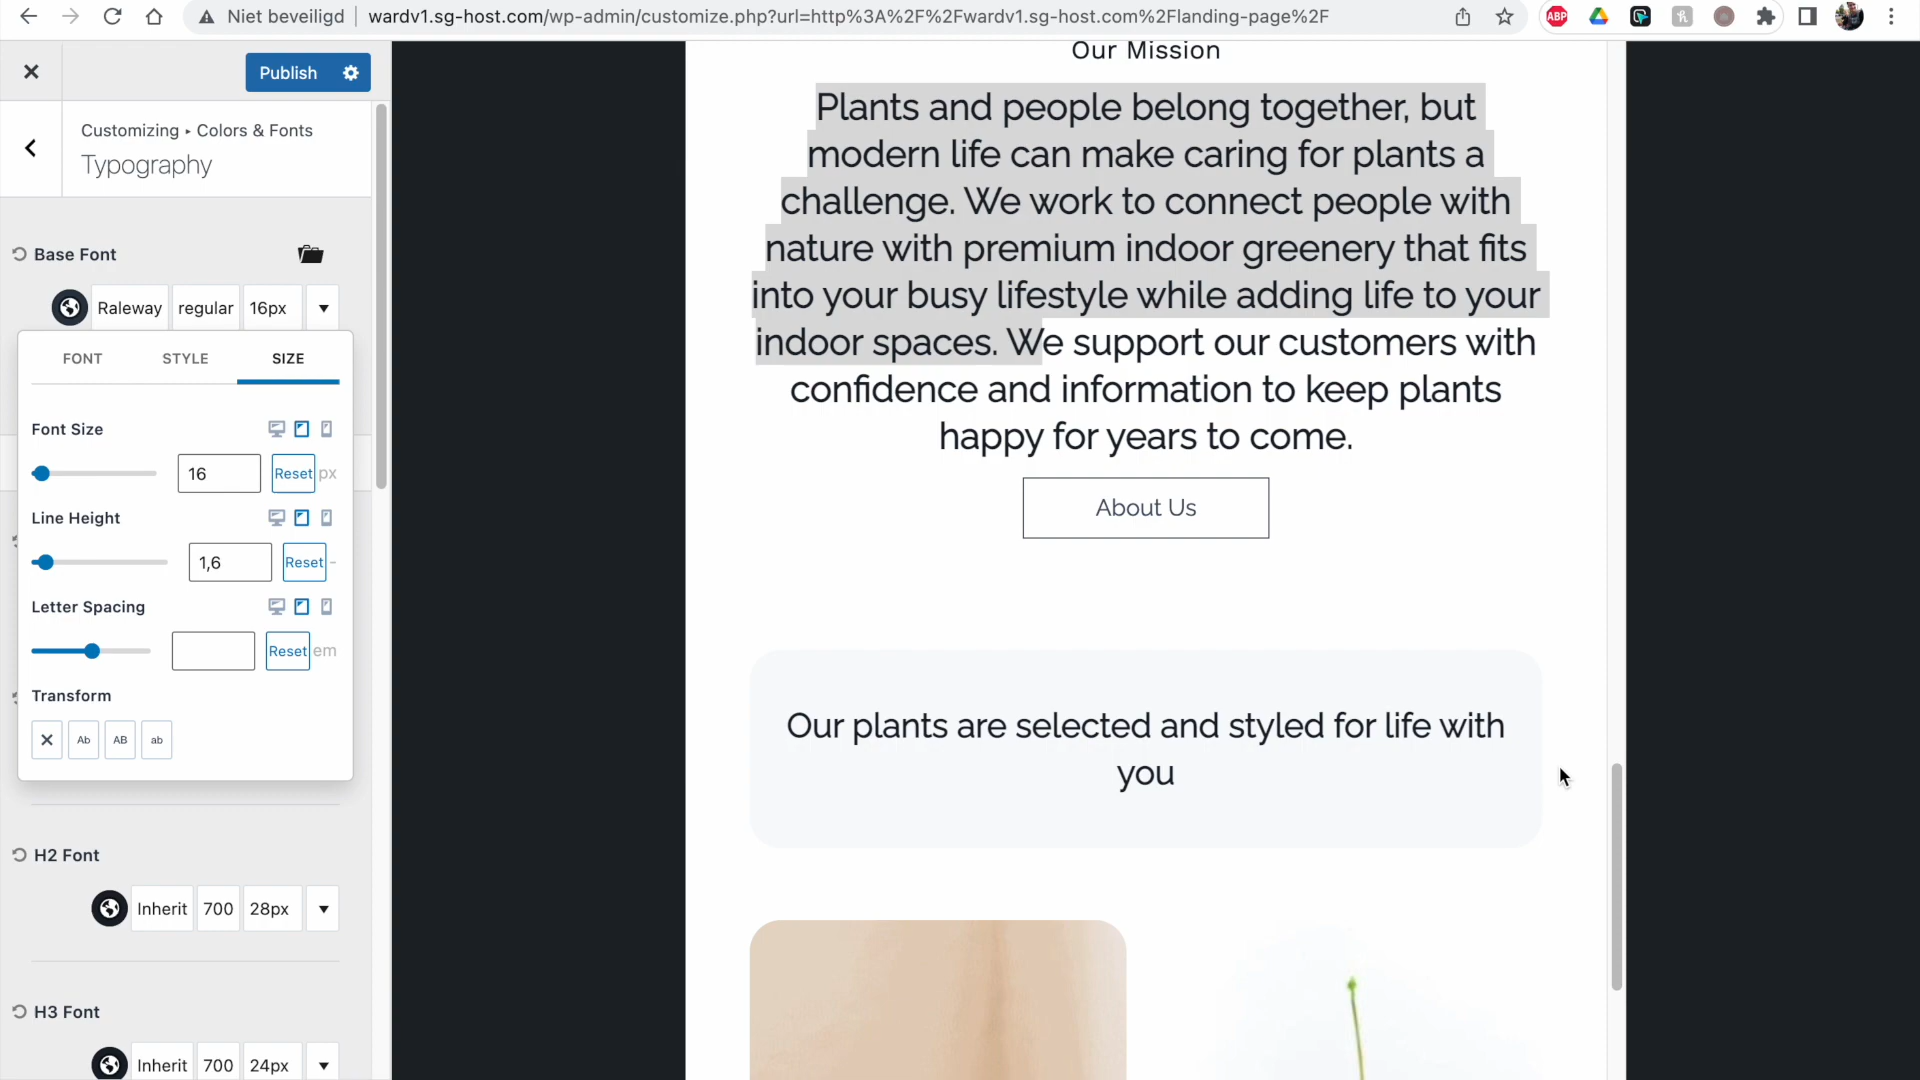 Niet beveiligd
wardv1.sg-host.com/wp-admin/customize.php?url=http%3A%2F%2Fwardv1.sg-host.com%2Flanding-page%2F
ABP
Publish
Customizing ▸ Colors & Fonts
Typography
Base Font
Raleway regular 16px
FONT STYLE SIZE
Font Size
16 Reset px
Line Height
1,6 Reset -
Letter Spacing
Reset em
Transform
Ab AB ab
H2 Font
Inherit 700 28px
H3 Font
Inherit 700 24px
Our Mission
Plants and people belong together, but
modern life can make caring for plants a
challenge. We work to connect people with
nature with premium indoor greenery that fits
into your busy lifestyle while adding life to your
indoor spaces. We support our customers with
confidence and information to keep plants
happy for years to come.
About Us
Our plants are selected and styled for life with
you